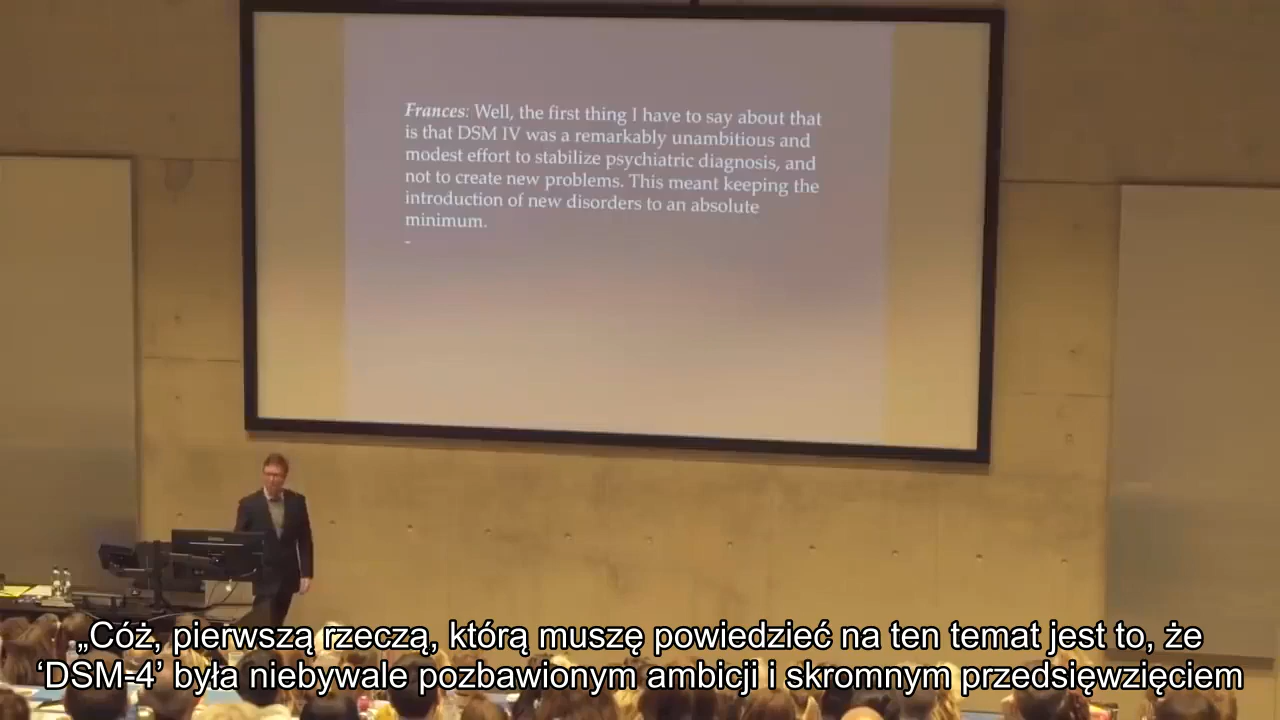 Frances: Well, the first thing I have to say about that
is that DSM IV was a remarkably unambitious and
modest effort to stabilize psychiatric diagnosis, and
not to create new problems. This meant keeping the
introduction of new disorders to an absolute
minimum.
-
„Cóż, pierwszą rzeczą, którą muszę powiedzieć na ten temat jest to, że
‘DSM-4’ była niebywale pozbawionym ambicji i skromnym przedsięwzięciem